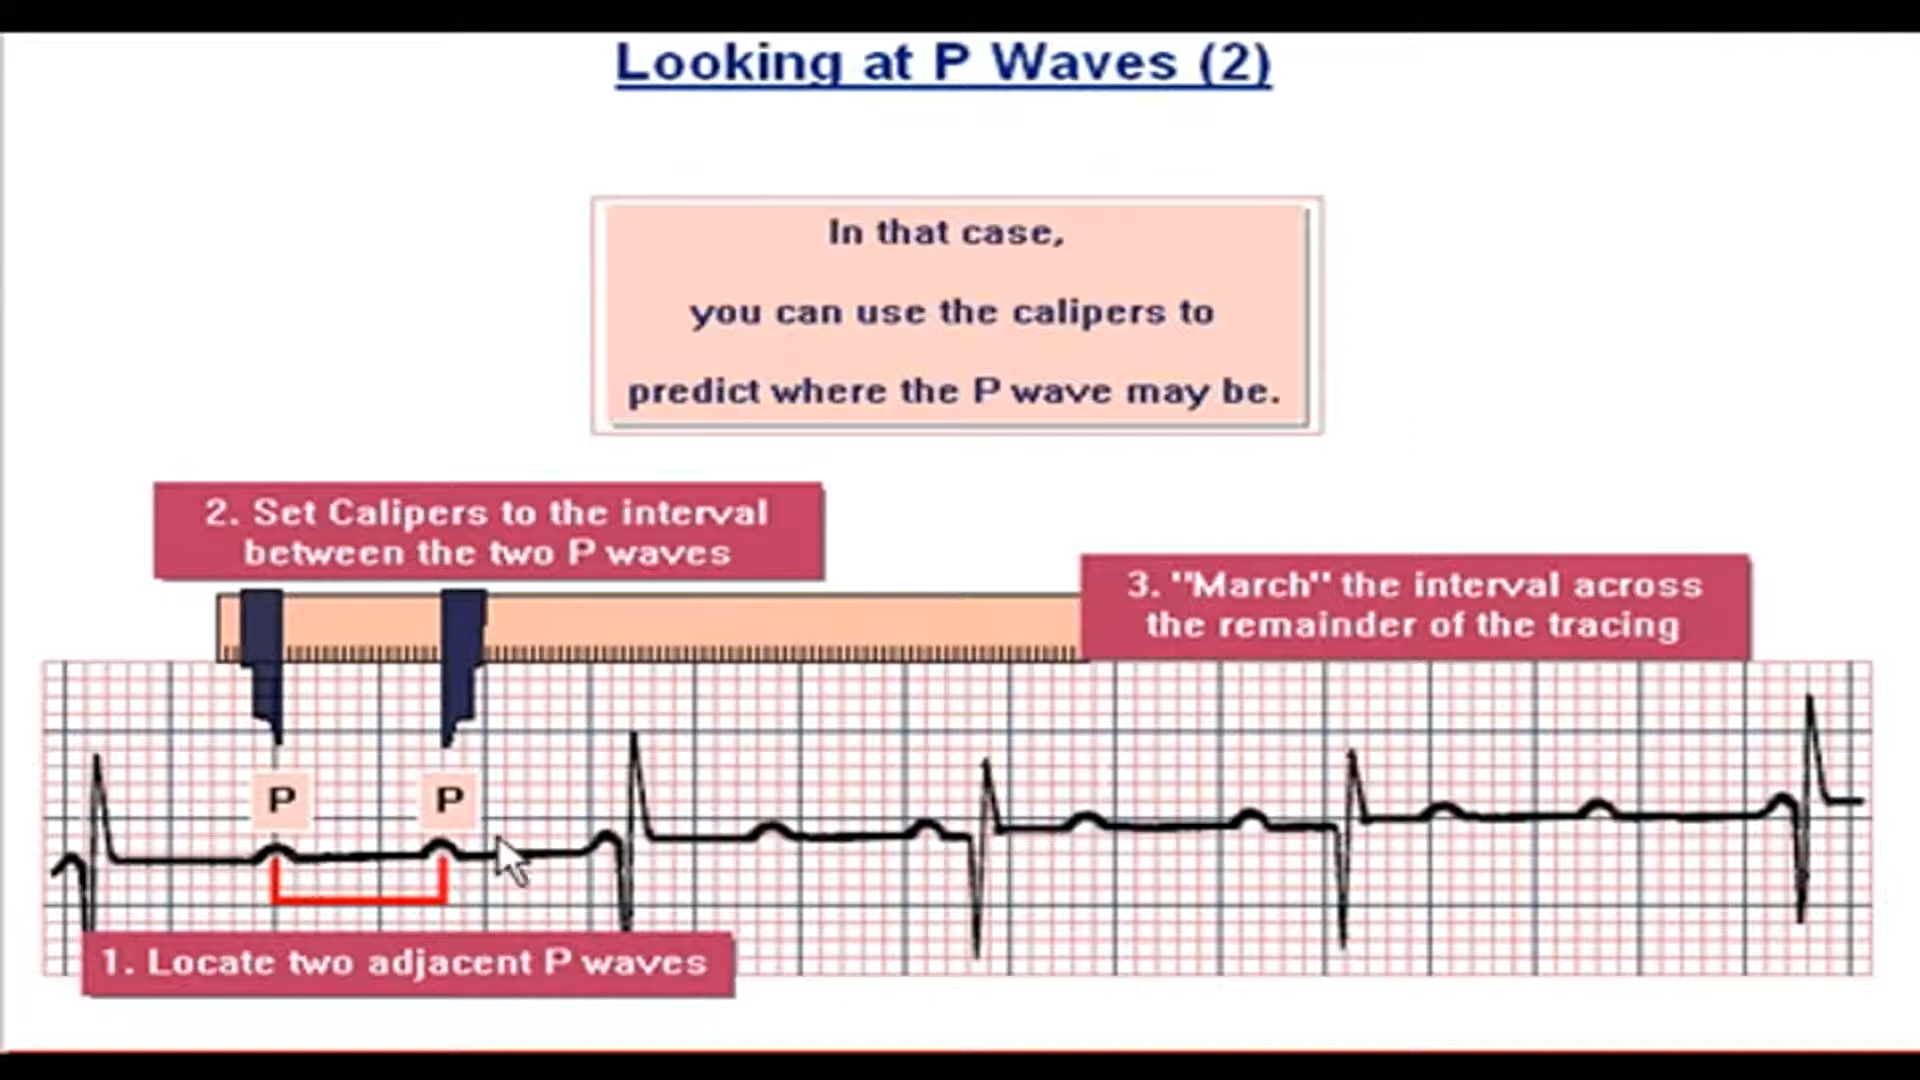 Looking at P Waves (2)
In that case,
you can use the calipers to
predict where the P wave may be.
2. Set Calipers to the interval
between the two P waves
3. "March" the interval across
the remainder of the tracing
P
P
1. Locate two adjacent P waves